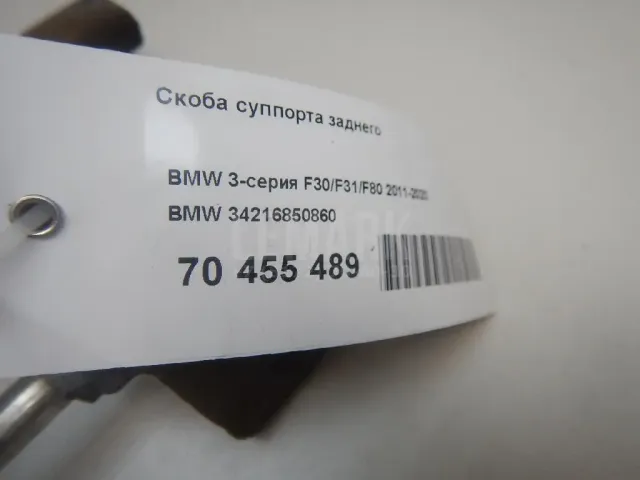 Скоба суппорта заднего
BMW 3-серия F30/F31/F80 2011-2020
BMW 34216850860
70 455 489